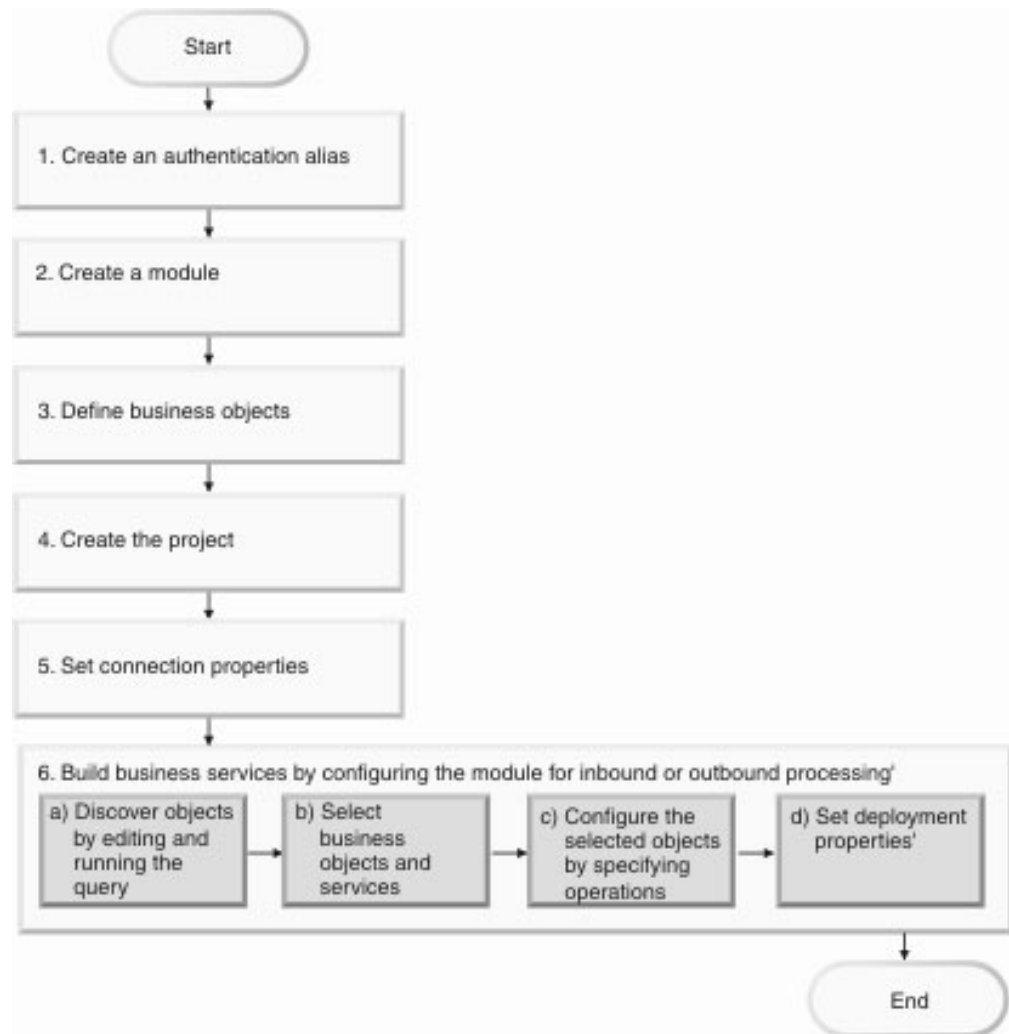 Start
1. Create an authentication alias
2. Create a module
3. Define business objects
4. Create the project
5. Set connection properties
6. Build business services by configuring the module for inbound or outbound processing'
a) Discover objects
by editing and
running the
query
b) Select
business
objects and
services
c) Configure the
selected objects
by specifying
operations
d) Set deployment
properties'
End